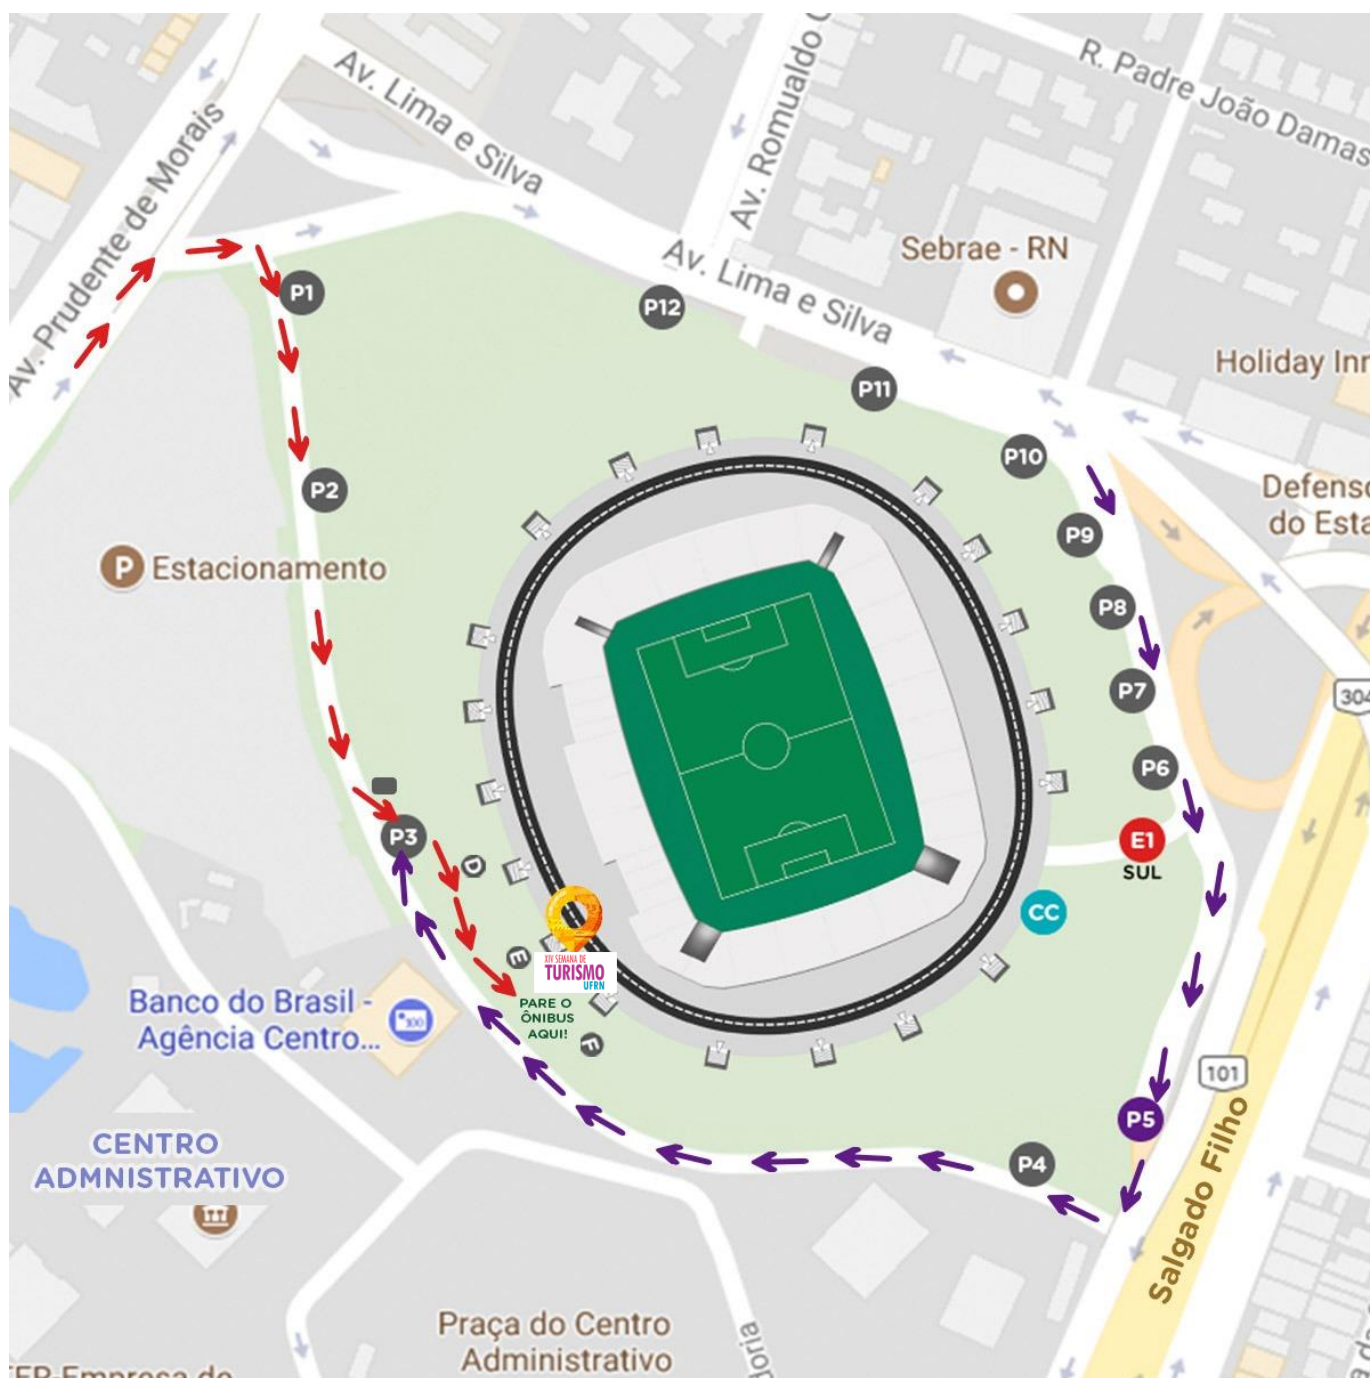 Av. Lima e Silva
Av. Romualdo
R. Padre João Damas
Av. Prudente de Morais
Sebrae - RN
Av. Lima e Silva
P1
P12
Holiday Inn
P11
P10
P2
Defenso
do Esta
P9
P
Estacionamento
P8
P7
304
P6
P3
E1
SUL
D
CC
E
XIV SEMANA DE
TURISMO
UFRN
PARE O
ÔNIBUS
AQUI!
F
Banco do Brasil -
Agência Centro...
101
P5
CENTRO
ADMNISTRATIVO
P4
Salgado Filho
Praça do Centro
Administrativo
doria